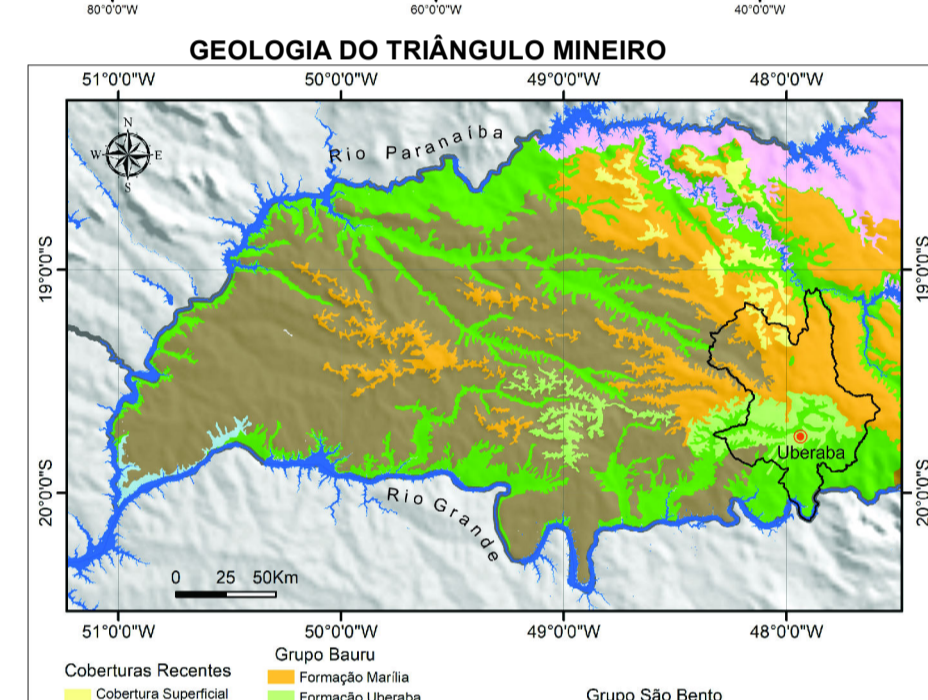 80°0'0"W 60°0'0"W 40°0'0"W
GEOLOGIA DO TRIÂNGULO MINEIRO
51°0'0"W 50°0'0"W 49°0'0"W 48°0'0"W
N
W E
S
Rio Paranaíba
19°0'0"S 19°0'0"S
Uberaba
20°0'0"S 20°0'0"S
Rio Grande
0 25 50Km
51°0'0"W 50°0'0"W 49°0'0"W 48°0'0"W
Coberturas Recentes
Cobertura Superficial
Grupo Bauru
Formação Marília
Formação Uberaba
Grupo São Bento